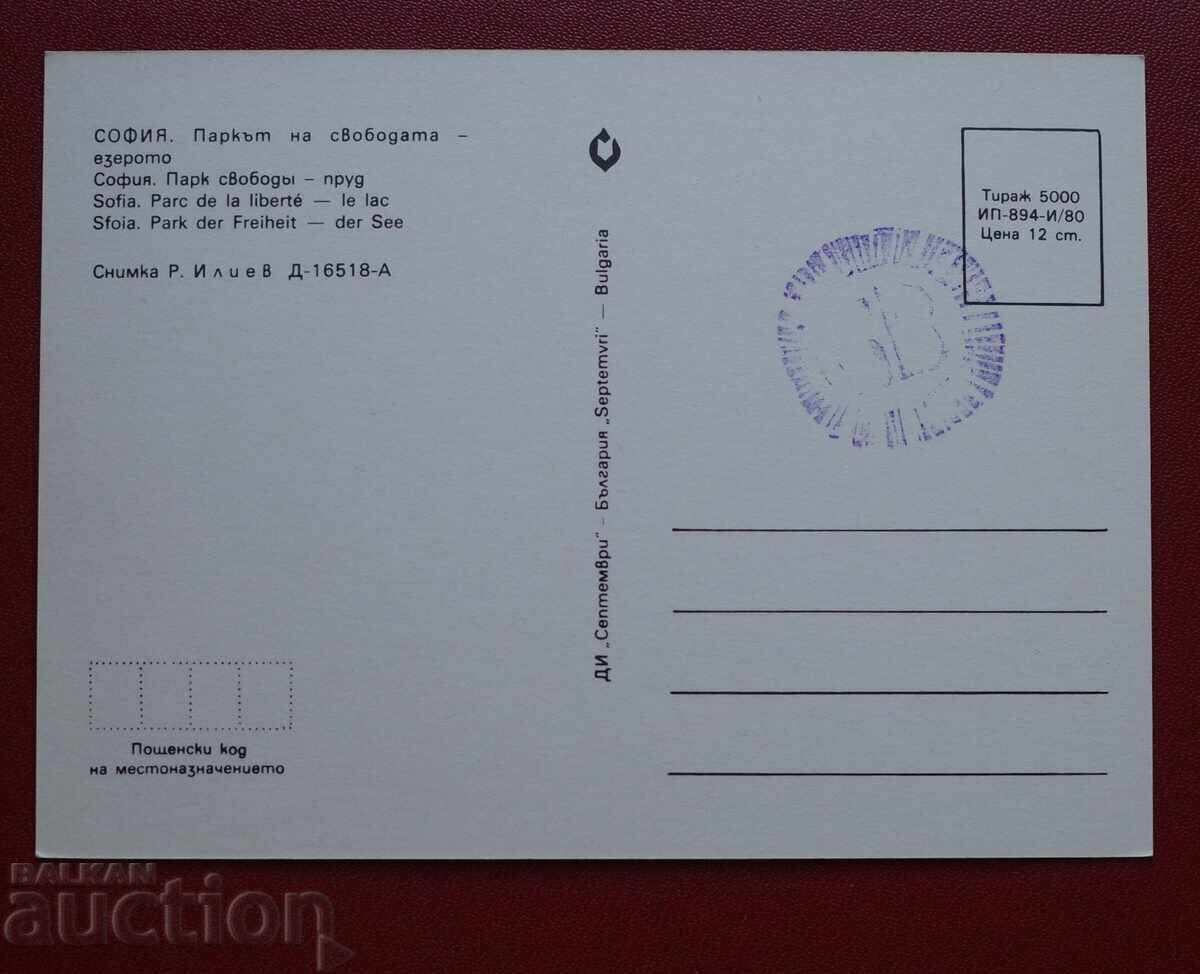 СОФИЯ. Паркът на свободата –
езерото
София. Парк свободы – пруд
Sofia. Parc de la liberté — le lac
Sfoia. Park der Freiheit — der See
Снимка Р. Илиев Д-16518-А
Пощенски код
на местоназначението
ДИ „Септември" – България „Septemvri" — Bulgaria
Тираж 5000
ИП-894-И/80
Цена 12 ст.
BALKAN
auction